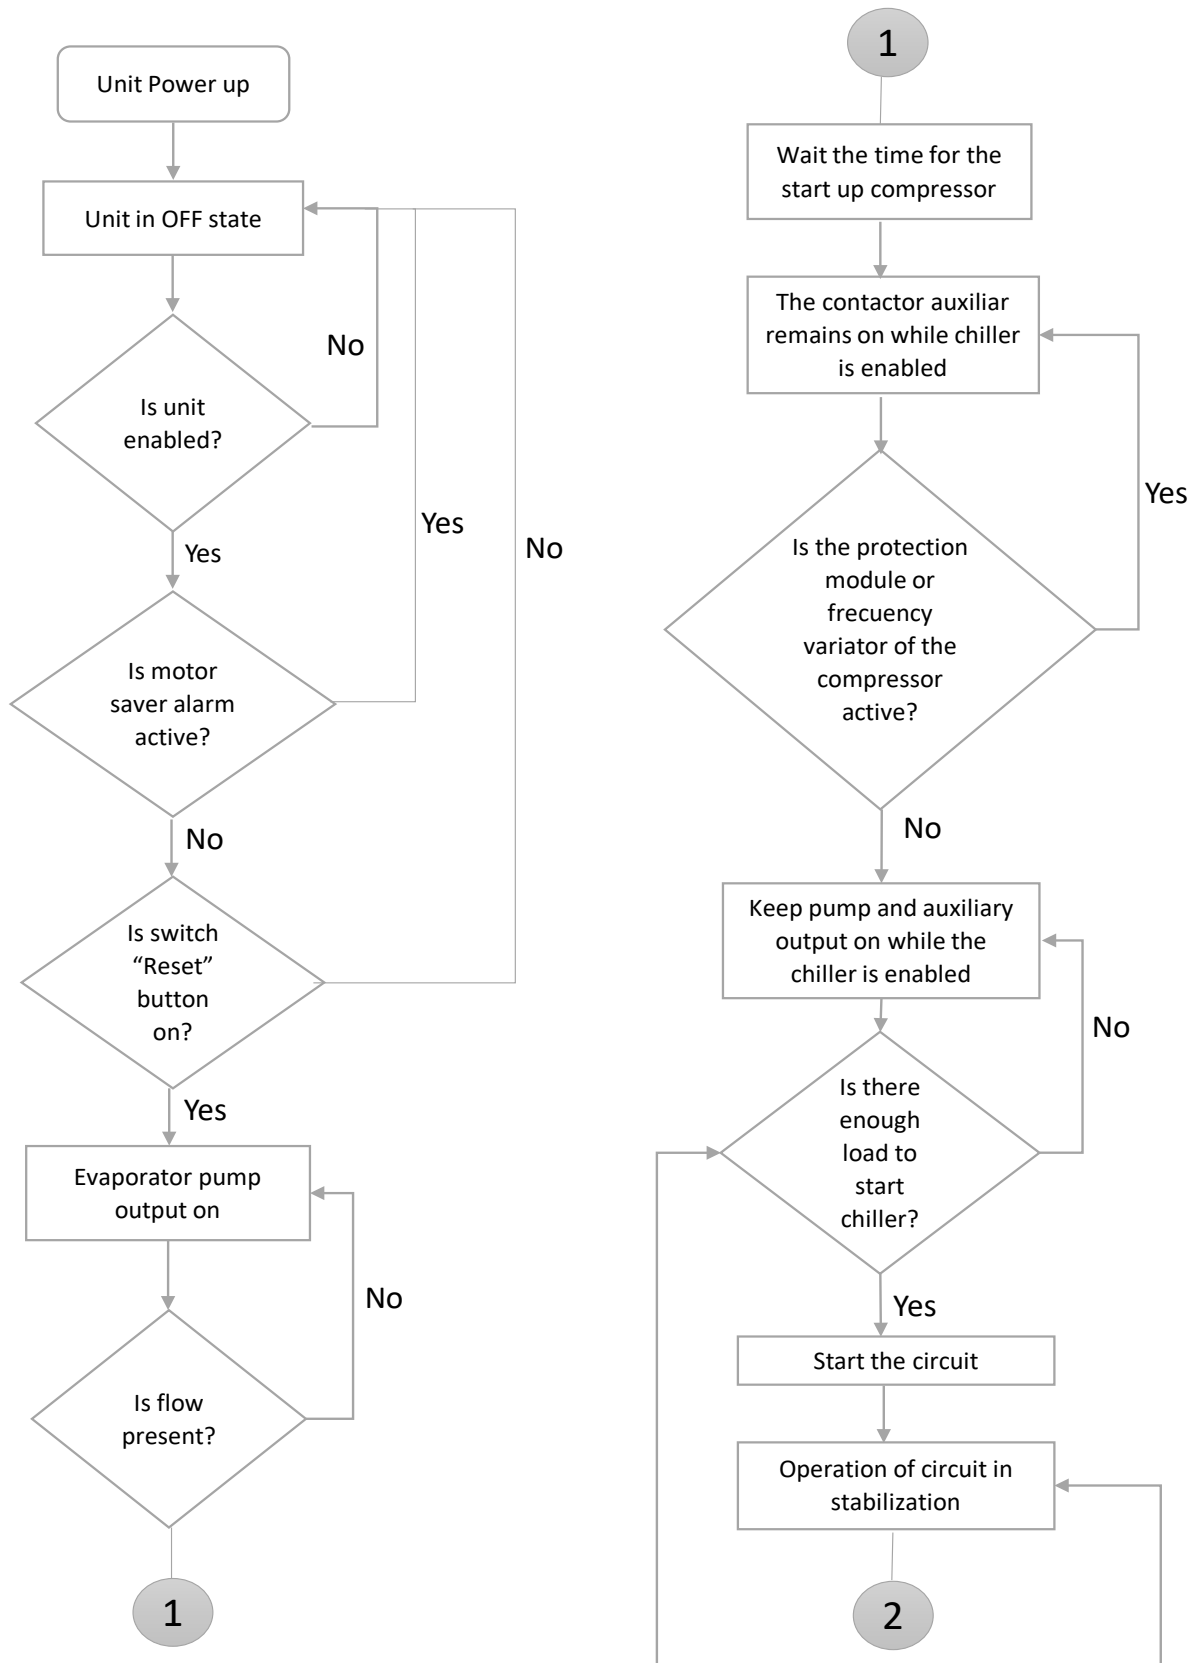 Unit Power up
Unit in OFF state
No
Is unit
enabled?
Yes
Yes
No
Is motor
saver alarm
active?
No
Is switch
“Reset”
button
on?
Yes
Evaporator pump
output on
No
Is flow
present?
1
1
Wait the time for the
start up compressor
The contactor auxiliar
remains on while chiller
is enabled
Yes
Is the protection
module or
frecuency
variator of the
compressor
active?
No
Keep pump and auxiliary
output on while the
chiller is enabled
No
Is there
enough
load to
start
chiller?
Yes
Start the circuit
Operation of circuit in
stabilization
2